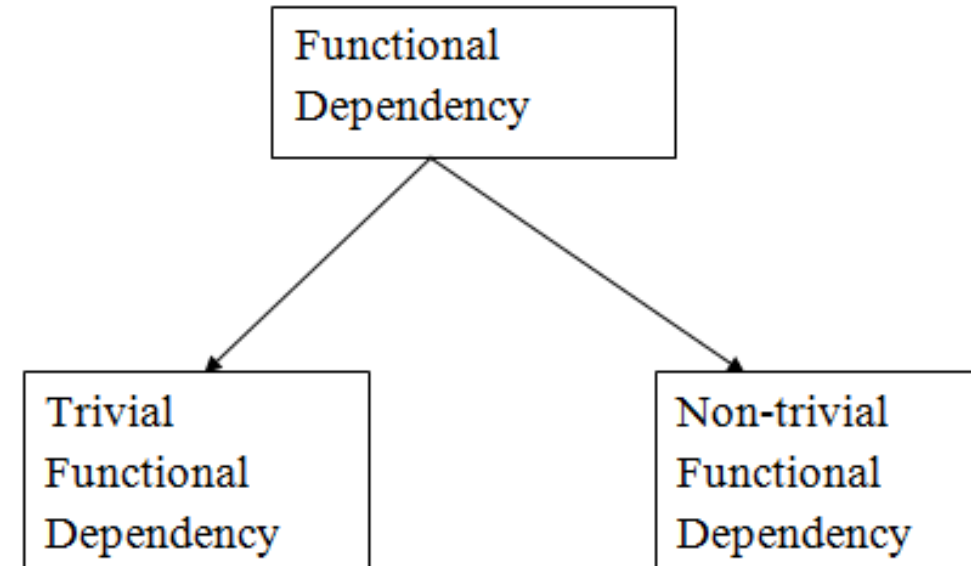 Functional
Dependency
Trivial
Functional
Dependency
Non-trivial
Functional
Dependency